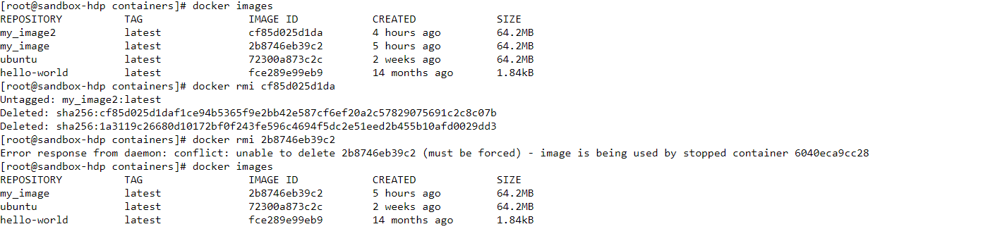 [root@sandbox-hdp containers]# docker images
REPOSITORY TAG IMAGE ID CREATED SIZE
my_image2 latest cf85d025d1da 4 hours ago 64.2MB
my_image latest 2b8746eb39c2 5 hours ago 64.2MB
ubuntu latest 72300a873c2c 2 weeks ago 64.2MB
hello-world latest fce289e99eb9 14 months ago 1.84kB
[root@sandbox-hdp containers]# docker rmi cf85d025d1da
Untagged: my_image2:latest
Deleted: sha256:cf85d025d1daf1ce94b5365f9e2bb42e587cf6ef20a2c57829075691c2c8c07b
Deleted: sha256:1a3119c26680d10172bf0f243fe596c4694f5dc2e51eed2b455b10afd0029dd3
[root@sandbox-hdp containers]# docker rmi 2b8746eb39c2
Error response from daemon: conflict: unable to delete 2b8746eb39c2 (must be forced) - image is being used by stopped container 6040eca9cc28
[root@sandbox-hdp containers]# docker images
REPOSITORY TAG IMAGE ID CREATED SIZE
my_image latest 2b8746eb39c2 5 hours ago 64.2MB
ubuntu latest 72300a873c2c 2 weeks ago 64.2MB
hello-world latest fce289e99eb9 14 months ago 1.84kB